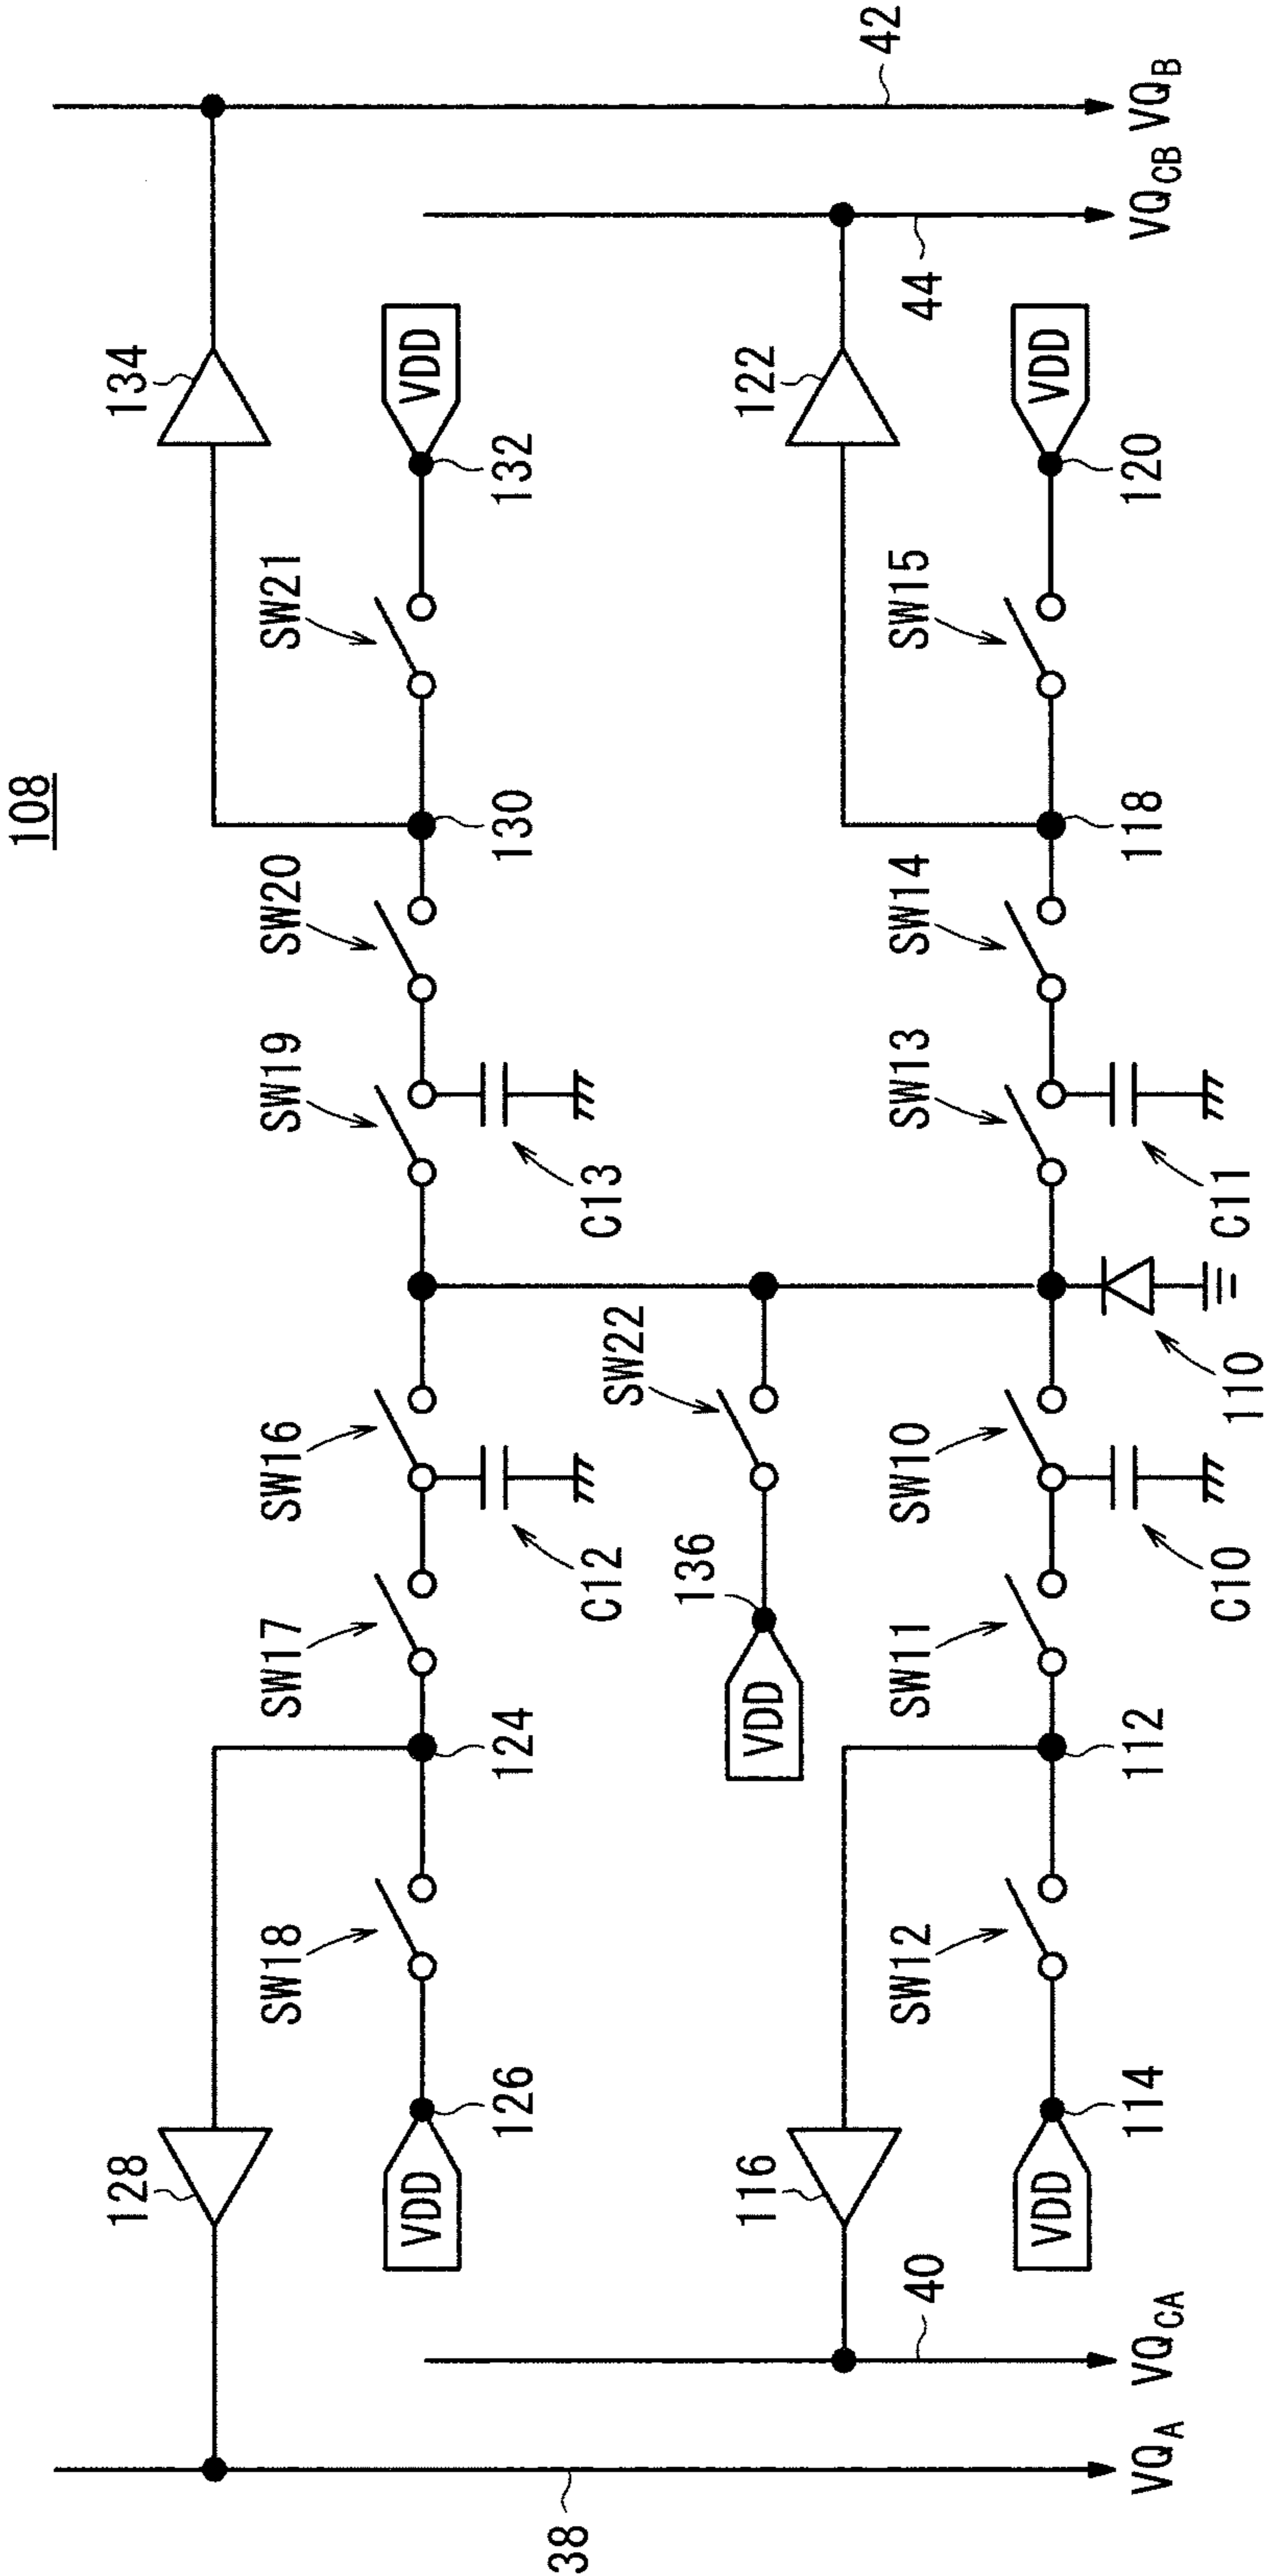 108
128
134
SW18
SW17
SW16
SW19
SW20
SW21
VDD
VDD
126
124
130
132
38
C12
C13
SW22
136
116
122
VDD
42
40
SW12
SW11
SW10
SW13
SW14
SW15
44
VDD
VDD
114
112
118
120
VQA
VQCA
VQCB
VQB
C10
110
C11